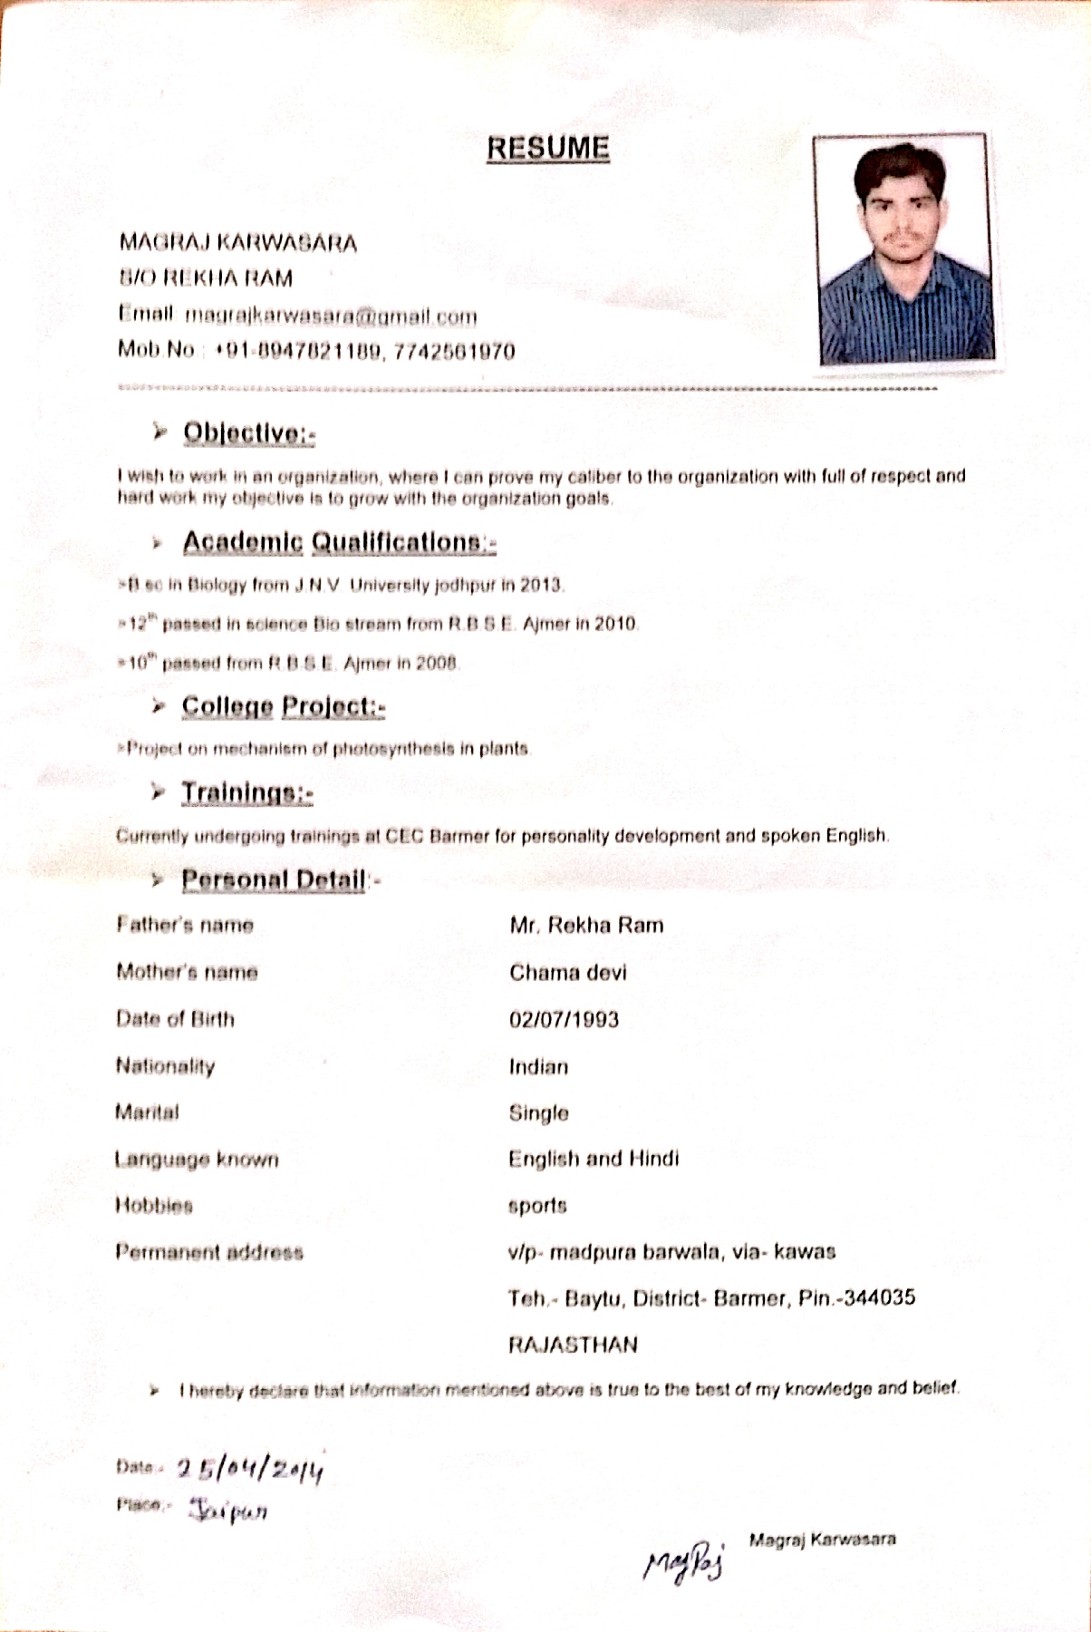 RESUME
MAGRAJ KARWASARA
S/O REKHA RAM
Email: magrajkarwasara@gmail.com
Mob.No.: +91-8947821189, 7742561970
➢ Objective:-
I wish to work in an organization, where I can prove my caliber to the organization with full of respect and
hard work my objective is to grow with the organization goals.
➢ Academic Qualifications:-
➢B.sc in Biology from J.N.V. University jodhpur in 2013.
➢12th passed in science Bio stream from R.B.S.E. Ajmer in 2010.
➢10th passed from R.B.S.E. Ajmer in 2008.
➢ College Project:-
➢Project on mechanism of photosynthesis in plants.
➢ Trainings:-
Currently undergoing trainings at CEC Barmer for personality development and spoken English.
➢ Personal Detail:-
Father's name Mr. Rekha Ram
Mother's name Chama devi
Date of Birth 02/07/1993
Nationality Indian
Marital Single
Language known English and Hindi
Hobbies sports
Permanent address v/p- madpura barwala, via- kawas
Teh.- Baytu, District- Barmer, Pin.-344035
RAJASTHAN
➢ I hereby declare that information mentioned above is true to the best of my knowledge and belief.
Date:- 25/04/2014
Place:- Jaipur
Magraj Karwasara
MagRaj